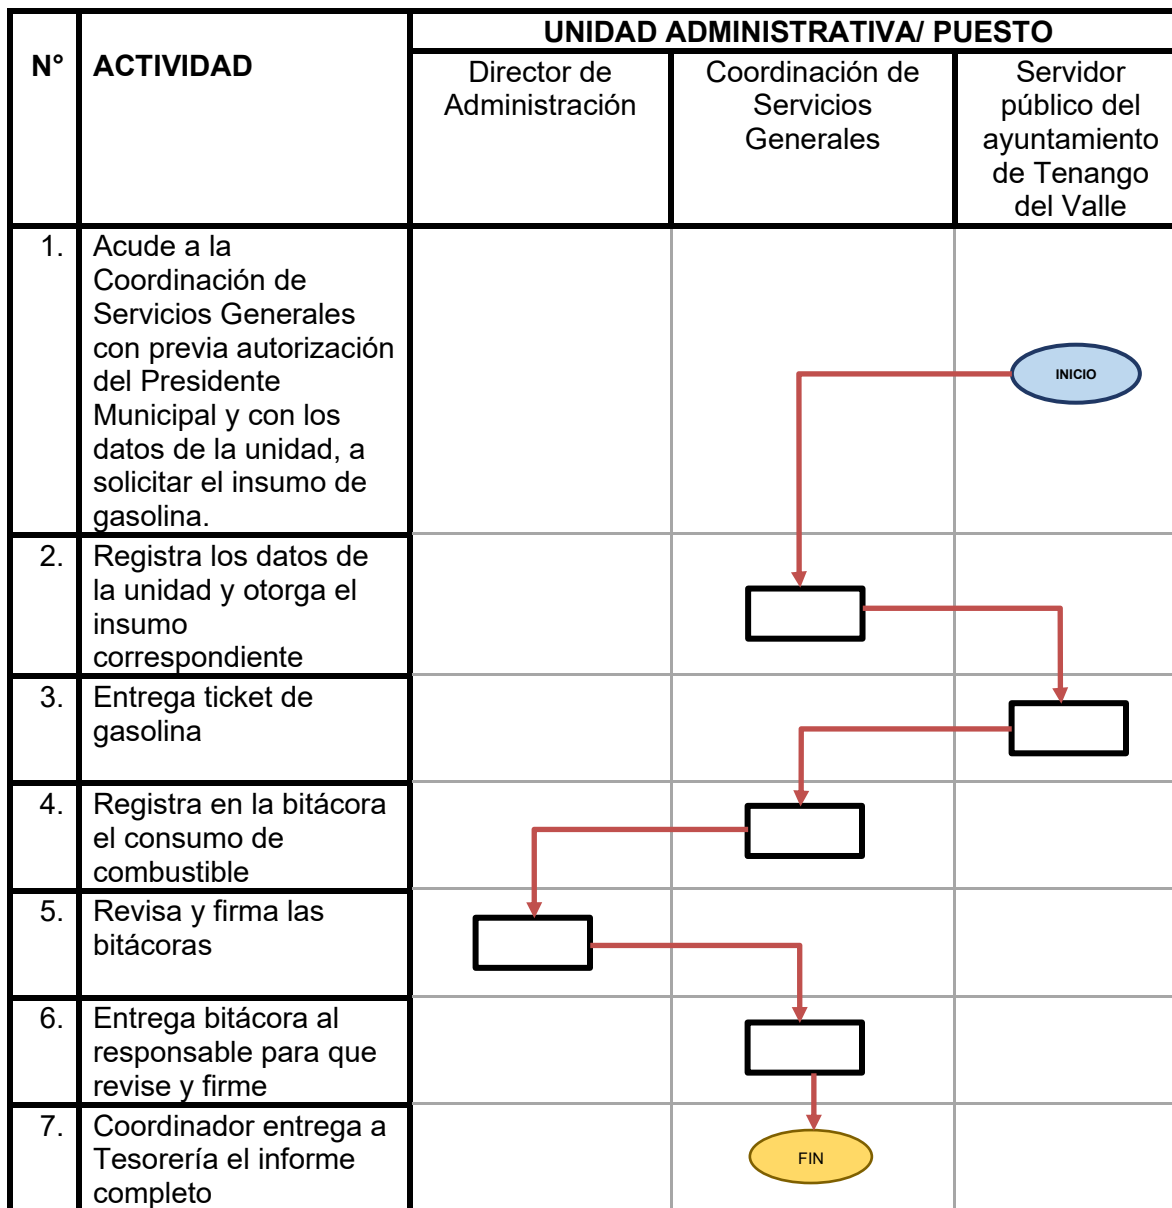 N°
ACTIVIDAD
UNIDAD ADMINISTRATIVA/ PUESTO
Director de
Administración
Coordinación de
Servicios
Generales
Servidor
público del
ayuntamiento
de Tenango
del Valle
1.
Acude a la
Coordinación de
Servicios Generales
con previa autorización
del Presidente
Municipal y con los
datos de la unidad, a
solicitar el insumo de
gasolina.
INICIO
2.
Registra los datos de
la unidad y otorga el
insumo
correspondiente
3.
Entrega ticket de
gasolina
4.
Registra en la bitácora
el consumo de
combustible
5.
Revisa y firma las
bitácoras
6.
Entrega bitácora al
responsable para que
revise y firme
7.
Coordinador entrega a
Tesorería el informe
completo
FIN